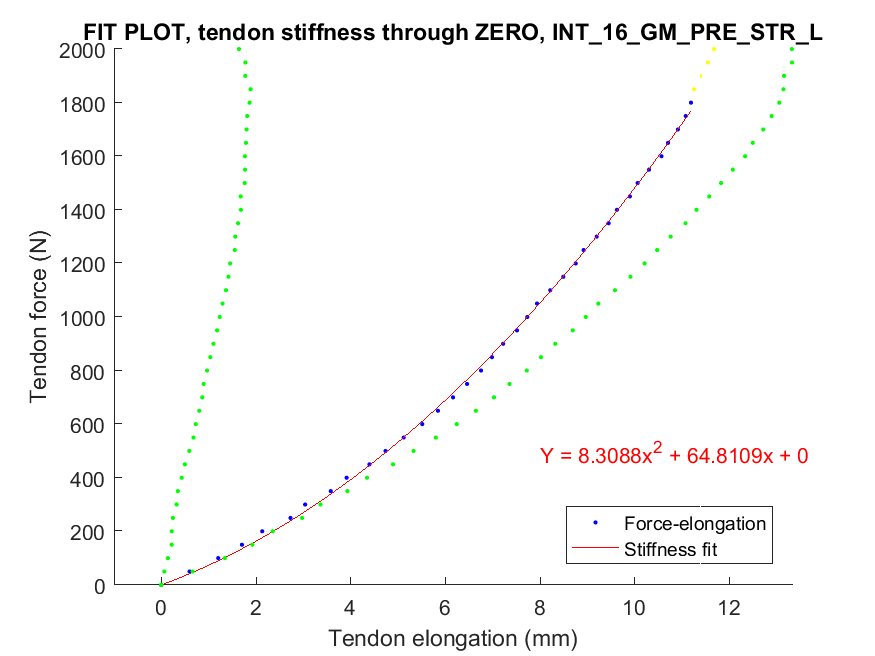 FIT PLOT, tendon stiffness through ZERO, INT_16_GM_PRE_STR_L
2000
1800
1600
1400
1200
1000
800
600
400
200
0
Tendon force (N)
Y = 8.3088x² + 64.8109x + 0
Force-elongation
Stiffness fit
0 2 4 6 8 10 12
Tendon elongation (mm)